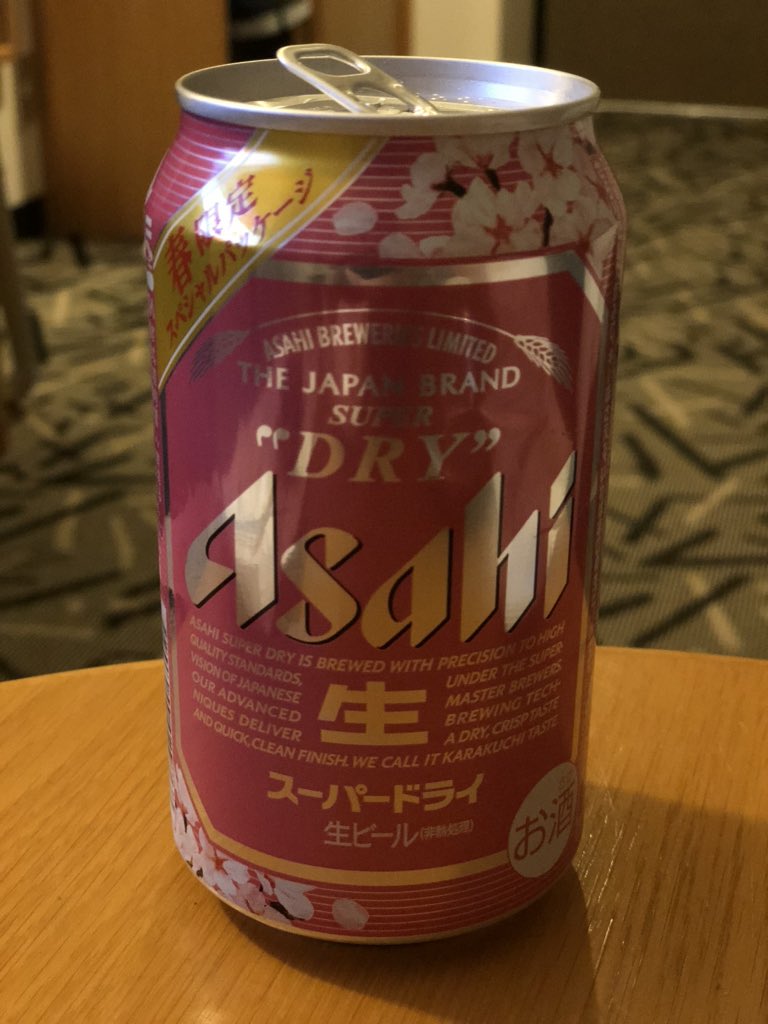 春限定
スペシャルパッケージ
ASAHI BREWERIES LIMITED
THE JAPAN BRAND
SUPER
"DRY"
Asahi
ASAHI SUPER DRY IS BREWED WITH PRECISION TO HIGH
QUALITY STANDARDS, UNDER THE SUPER-
VISION OF JAPANESE MASTER BREWERS.
OUR ADVANCED BREWING TECH-
NIQUES DELIVER A DRY, CRISP TASTE
AND QUICK, CLEAN FINISH. WE CALL IT KARAKUCHI TASTE
生
スーパードライ
生ビール(非熱処理)
お酒